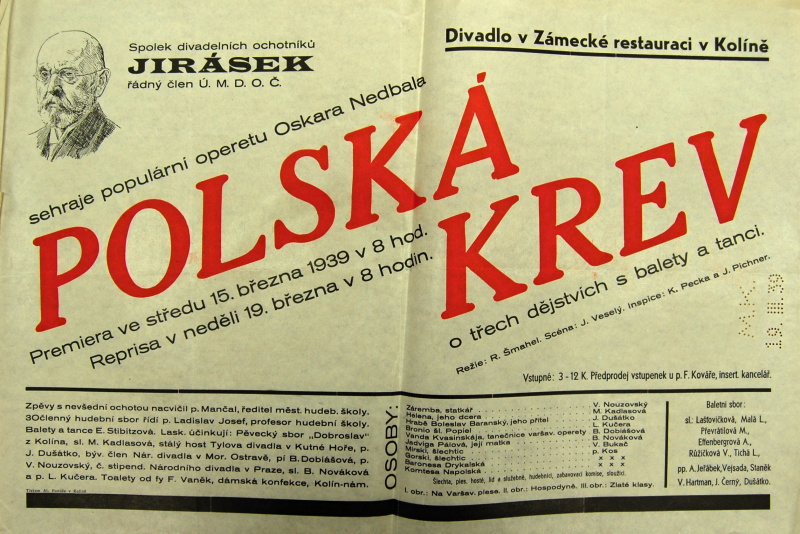 Spolek divadelních ochotníků
JIRÁSEK
řádný člen Ú. M. D. O. Č.
Divadlo v Zámecké restauraci v Kolíně
sehraje populární operetu Oskara Nedbala
POLSKÁ
KREV
Premiera ve středu 15. března 1939 v 8 hod.
Reprisa v neděli 19. března v 8 hodin.
o třech dějstvích s balety a tanci.
Režie: R. Šmahel. Scéna: J. Veselý. Inspice: K. Pecka a J. Pichner.
19. III. 39
Vstupné: 3 - 12 K. Předprodej vstupenek u p. F. Kováře, insert. kancelář.
Zpěvy s nevšední ochotou nacvičil p. Mančal, ředitel měst. hudeb. školy.
30členný hudební sbor řídí p. Ladislav Josef, profesor hudební školy.
Balety a tance E. Slibitzová. Lask. účinkují: Pěvecký sbor „Dobroslav"
z Kolína, sl. M. Kadlasová, stálý host Tylova divadla v Kutné Hoře, p.
J. Dušátko, býv. člen Nár. divadla v Mor. Ostravě, pí B. Dobiášová, p.
V. Nouzovský, č. stipend. Národního divadla v Praze, sl. B. Nováková
a p. L. Kučera. Toalety od fy F. Vaněk, dámská konfekce, Kolín-nám.
OSOBY:
Záremba, statkář . . . V. Nouzovský
Helena, jeho dcera . . . M. Kadlasová
Hrabě Boleslav Baranský, jeho přítel . . . J. Dušátko
Bronio šl. Popiel . . . L. Kučera
Vanda Kvasinskája, tanečnice varšav. operety B. Dobiášová
Jadviga Pálová, její matka . . . B. Nováková
Mirski, šlechtic . . . V. Bukač
Gorski, šlechtic . . . p. Kos
Baronesa Drykalská . . . x x x
Komtesa Napolská . . . x x x
Šlechta, ples. hosté, lid a služebné, hudebníci, zabavovací komise, sloužící.
I. obr.: Na Varšav. plese. II. obr.: Hospodyně. III. obr.: Zlaté klasy.
Baletní sbor:
sl.: Laštovičková, Malá L.,
Převrátilová M.,
Effenbergrová A.,
Růžičková V., Tichá L.,
pp. A. Jeřábek, Vejsada, Staněk
V. Hartman, J. Černý, Dušátko.